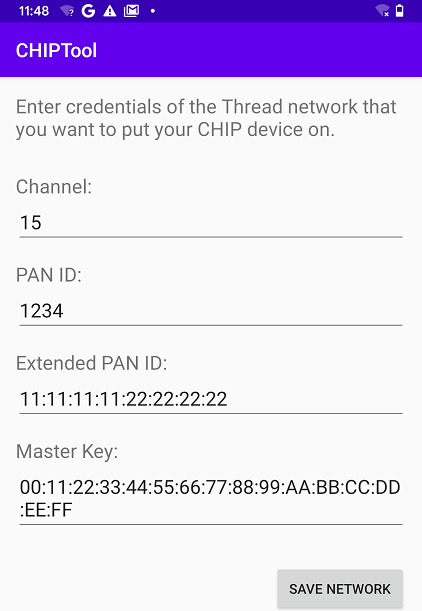 11:48
CHIPTool
Enter credentials of the Thread network that
you want to put your CHIP device on.
Channel:
15
PAN ID:
1234
Extended PAN ID:
11:11:11:11:22:22:22:22
Master Key:
00:11:22:33:44:55:66:77:88:99:AA:BB:CC:DD
:EE:FF
SAVE NETWORK